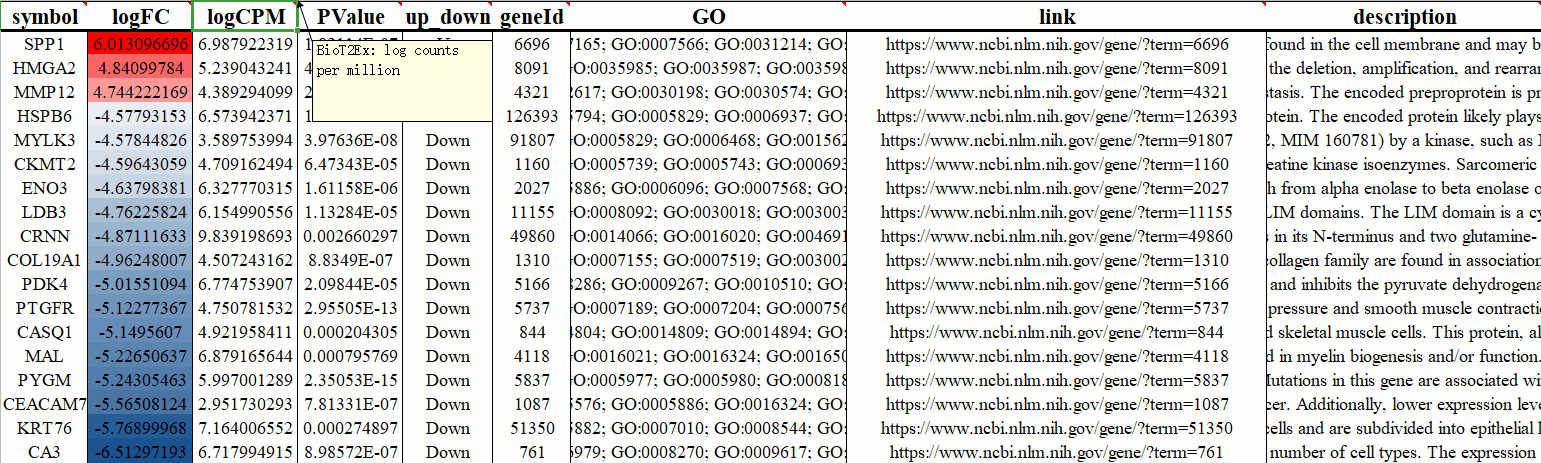 symbol logFC logCPM PValue up_down geneId GO link description
SPP1 6.013096696 6.987922319 6696 7165; GO:0007566; GO:0031214; GO: https://www.ncbi.nlm.nih.gov/gene/?term=6696 found in the cell membrane and may b
BioT2Ex: log counts
per million
HMGA2 4.84099784 5.239043241 4 8091 GO:0035985; GO:0035987; GO:003598 https://www.ncbi.nlm.nih.gov/gene/?term=8091 the deletion, amplification, and rearran
MMP12 4.744222169 4.389294099 2 4321 2617; GO:0030198; GO:0030574; GO: https://www.ncbi.nlm.nih.gov/gene/?term=4321 stasis. The encoded preproprotein is pr
HSPB6 -4.57793153 6.573942371 1 126393 5794; GO:0005829; GO:0006937; GO: https://www.ncbi.nlm.nih.gov/gene/?term=126393 otein. The encoded protein likely plays
MYLK3 -4.57844826 3.589753994 3.97636E-08 Down 91807 GO:0005829; GO:0006468; GO:001562 https://www.ncbi.nlm.nih.gov/gene/?term=91807 2, MIM 160781) by a kinase, such as
CKMT2 -4.59643059 4.709162494 6.47343E-05 Down 1160 GO:0005739; GO:0005743; GO:000693 https://www.ncbi.nlm.nih.gov/gene/?term=1160 eatine kinase isoenzymes. Sarcomeric
ENO3 -4.63798381 6.327770315 1.61158E-06 Down 2027 5886; GO:0006096; GO:0007568; GO: https://www.ncbi.nlm.nih.gov/gene/?term=2027 h from alpha enolase to beta enolase o
LDB3 -4.76225824 6.154990556 1.13284E-05 Down 11155 GO:0008092; GO:0030018; GO:003003 https://www.ncbi.nlm.nih.gov/gene/?term=11155 LIM domains. The LIM domain is a cy
CRNN -4.87111633 9.839198693 0.002660297 Down 49860 GO:0014066; GO:0016020; GO:004691 https://www.ncbi.nlm.nih.gov/gene/?term=49860 s in its N-terminus and two glutamine-
COL19A1 -4.96248007 4.507243162 8.8349E-07 Down 1310 GO:0007155; GO:0007519; GO:003002 https://www.ncbi.nlm.nih.gov/gene/?term=1310 collagen family are found in association
PDK4 -5.01551094 6.774753907 2.09844E-05 Down 5166 3286; GO:0009267; GO:0010510; GO: https://www.ncbi.nlm.nih.gov/gene/?term=5166 and inhibits the pyruvate dehydrogena
PTGFR -5.12277367 4.750781532 2.95505E-13 Down 5737 GO:0007189; GO:0007204; GO:000756 https://www.ncbi.nlm.nih.gov/gene/?term=5737 pressure and smooth muscle contractio
CASQ1 -5.1495607 4.921958411 0.000204305 Down 844 4804; GO:0014809; GO:0014894; GO: https://www.ncbi.nlm.nih.gov/gene/?term=844 d skeletal muscle cells. This protein, al
MAL -5.22650637 6.879165644 0.000795769 Down 4118 GO:0016021; GO:0016324; GO:001650 https://www.ncbi.nlm.nih.gov/gene/?term=4118 d in myelin biogenesis and/or function.
PYGM -5.24305463 5.997001289 2.35053E-15 Down 5837 GO:0005977; GO:0005980; GO:000818 https://www.ncbi.nlm.nih.gov/gene/?term=5837 Mutations in this gene are associated wi
CEACAM7 -5.56508124 2.951730293 7.81331E-07 Down 1087 5576; GO:0005886; GO:0016324; GO: https://www.ncbi.nlm.nih.gov/gene/?term=1087 cer. Additionally, lower expression leve
KRT76 -5.76899968 7.164006552 0.000274897 Down 51350 5882; GO:0007010; GO:0008544; GO: https://www.ncbi.nlm.nih.gov/gene/?term=51350 cells and are subdivided into epithelial
CA3 -6.51297193 6.717994915 8.98572E-07 Down 761 6979; GO:0008270; GO:0009617; GO: https://www.ncbi.nlm.nih.gov/gene/?term=761 number of cell types. The expression